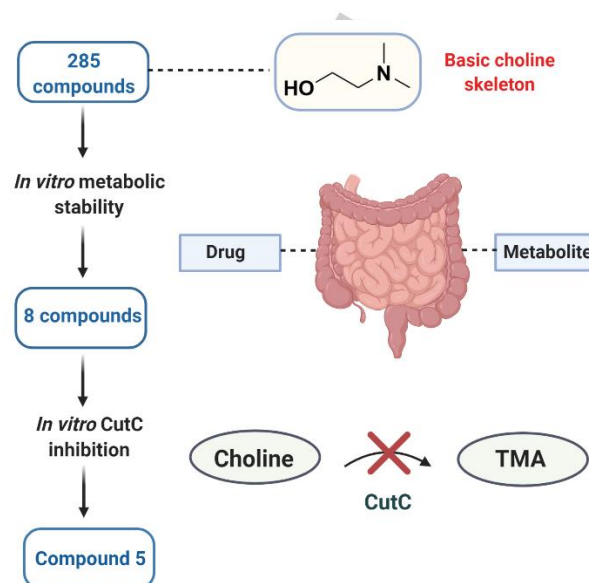 285
compounds
HO
N
Basic choline
skeleton
In vitro metabolic
stability
Drug
Metabolite
8 compounds
In vitro CutC
inhibition
Choline
TMA
CutC
Compound 5